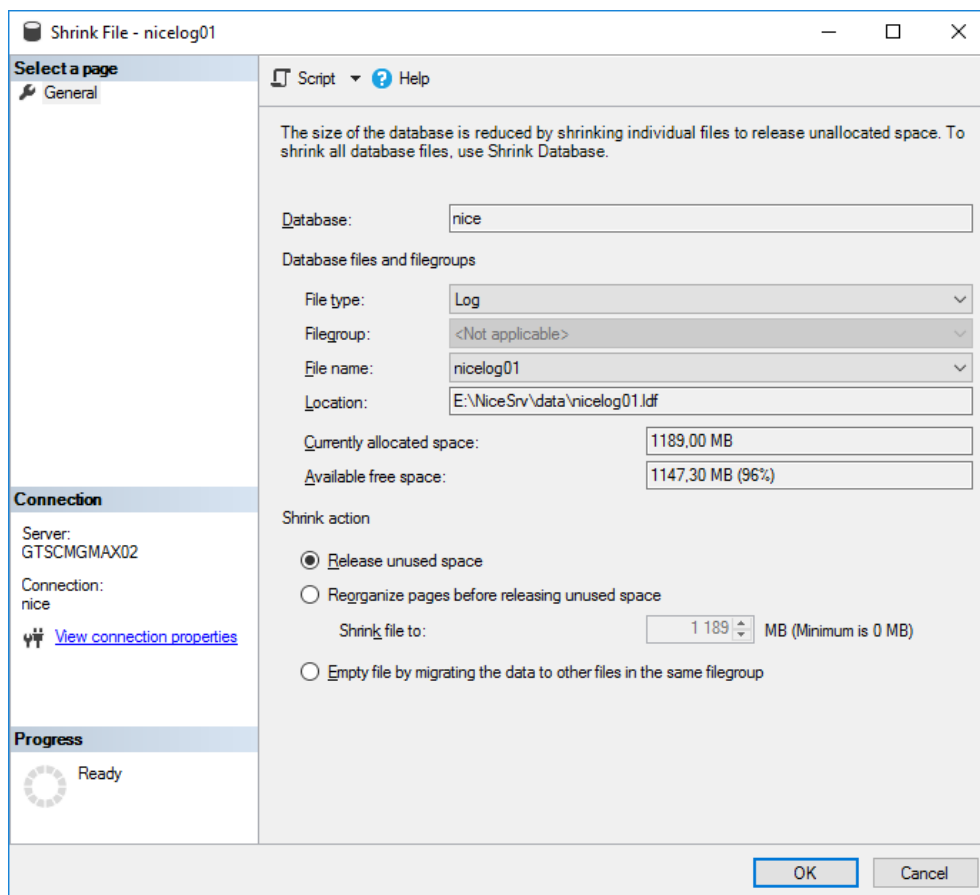 Shrink File - nicelog01
Select a page
General
Script
Help
The size of the database is reduced by shrinking individual files to release unallocated space. To
shrink all database files, use Shrink Database.
Database:
nice
Database files and filegroups
File type:
Log
Filegroup:
<Not applicable>
File name:
nicelog01
Location:
E:\NiceSrv\data\nicelog01.ldf
Currently allocated space:
1189,00 MB
Available free space:
1147,30 MB (96%)
Shrink action
Release unused space
Reorganize pages before releasing unused space
Shrink file to:
1 189
MB (Minimum is 0 MB)
Empty file by migrating the data to other files in the same filegroup
Connection
Server:
GTSCMGMAX02
Connection:
nice
View connection properties
Progress
Ready
OK
Cancel